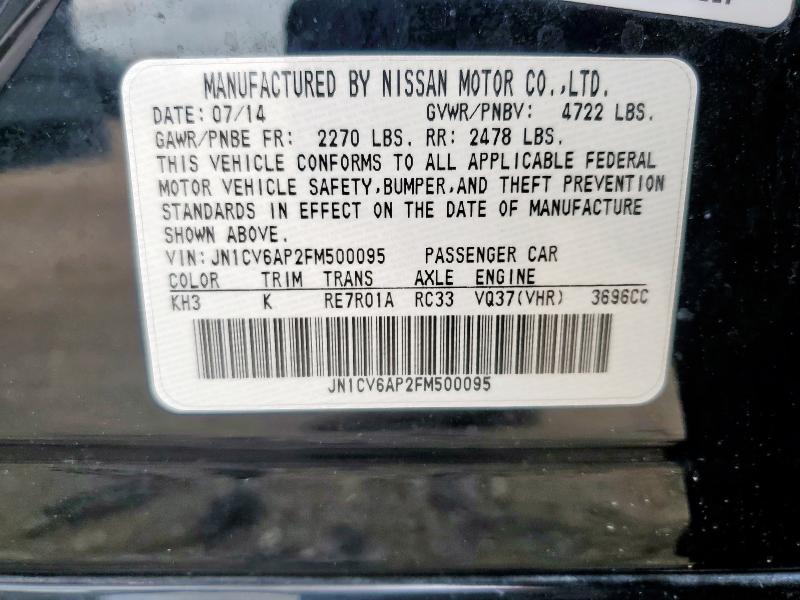 MANUFACTURED BY NISSAN MOTOR CO.,LTD.
DATE: 07/14 GVWR/PNBV: 4722 LBS.
GAWR/PNBE FR: 2270 LBS. RR: 2478 LBS.
THIS VEHICLE CONFORMS TO ALL APPLICABLE FEDERAL
MOTOR VEHICLE SAFETY,BUMPER,AND THEFT PREVENTION
STANDARDS IN EFFECT ON THE DATE OF MANUFACTURE
SHOWN ABOVE.
VIN: JN1CV6AP2FM500095 PASSENGER CAR
COLOR TRIM TRANS AXLE ENGINE
KH3 K RE7R01A RC33 VQ37(VHR) 3696CC
JN1CV6AP2FM500095